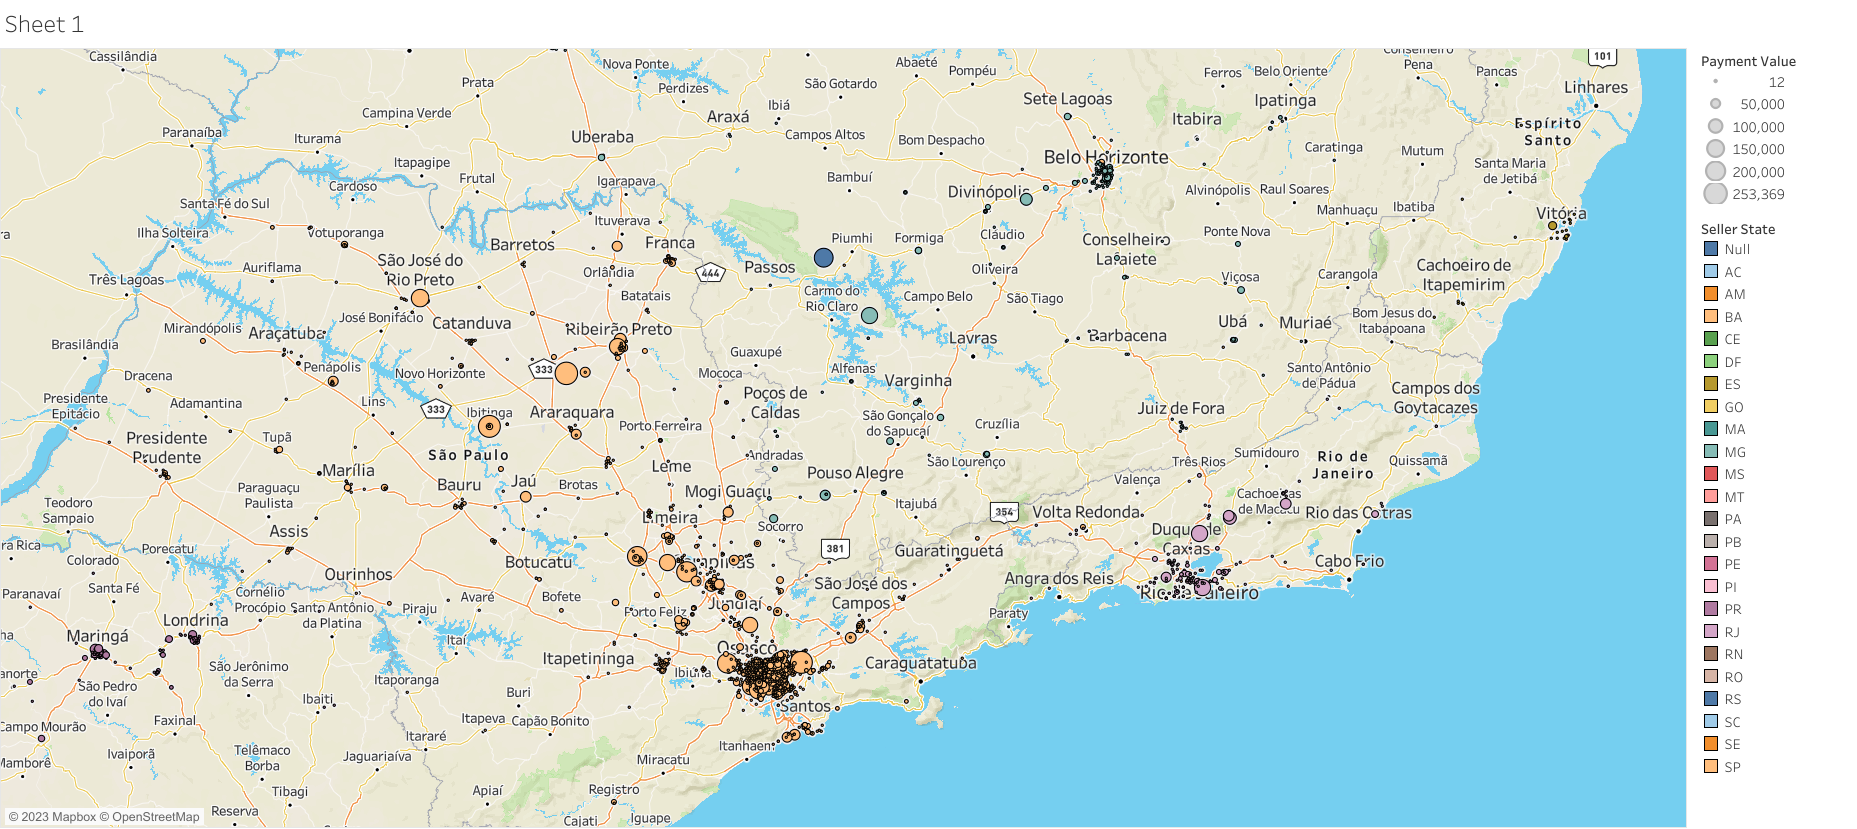 Sheet 1
Cassilândia
Prata
Nova Ponte
Perdizes
São Gotardo
Abaeté
Pompéu
Ferros
Belo Oriente
Pena
Pancas
101
Linhares
Campina Verde
Araxá
Ibiá
Sete Lagoas
Ipatinga
Itabira
Espírito
Santo
Paranaíba
Iturama
Uberaba
Campos Altos
Bom Despacho
Caratinga
Mutum
Santa Maria
de Jetibá
Itapagipe
Belo Horizonte
Cardoso
Frutal
Igarapava
Bambuí
Divinópolis
Alvinópolis
Raul Soares
Santa Fé do Sul
Manhuaçu
Ibatiba
Vitória
Ilha Solteira
Votuporanga
Ituverava
Barretos
Franca
Piumhi
Formiga
Cláudio
Conselheiro
Lafaiete
Ponte Nova
São José do
Rio Preto
Três Lagoas
Auriflama
Orlândia
444
Passos
Oliveira
Viçosa
Carangola
Cachoeiro de
Itapemirim
Batatais
Carmo do
Rio Claro
Campo Belo
São Tiago
Mirandópolis
Araçatuba
José Bonifácio
Catanduva
Ribeirão Preto
Lavras
Barbacena
Ubá
Muriaé
Bom Jesus do
Itabapoana
Brasilândia
Penápolis
Novo Horizonte
333
Guaxupé
Mococa
Alfenas
Varginha
Santo Antônio
de Pádua
Dracena
Presidente
Epitácio
Adamantina
Lins
333
Ibitinga
Araraquara
Poços de
Caldas
São Gonçalo
do Sapucaí
Cruzília
Juiz de Fora
Campos dos
Goytacazes
Presidente
Prudente
Tupã
São Paulo
Porto Ferreira
Andradas
São Lourenço
Três Rios
Sumidouro
Rio de
Janeiro
Quissamã
Marília
Bauru
Jaú
Brotas
Leme
Mogi Guaçu
Pouso Alegre
Itajubá
Valença
Teodoro
Sampaio
Paraguaçu
Paulista
Limeira
Socorro
354
Volta Redonda
Duque de
Caxias
Rio das Ostras
Assis
381
Guaratinguetá
Colorado
Porecatu
Botucatu
Cabo Frio
Ourinhos
São José dos
Campos
Angra dos Reis
Rio de Janeiro
Paranavaí
Santa Fé
Cornélio
Procópio
Santo Antônio
da Platina
Piraju
Avaré
Bofete
Porto Feliz
Jundiaí
Paraty
Maringá
Londrina
Itaí
Itapetininga
Ibiúna
Osasco
Caraguatatuba
São Jerônimo
da Serra
Itaporanga
São Pedro
do Ivaí
Ibaiti
Buri
Santos
Campo Mourão
Faxinal
Itapeva
Capão Bonito
Itararé
Itanhaem
Ivaiporã
Telêmaco
Borba
Jaguariaíva
Miracatu
Tibagi
Apiaí
Registro
Reserva
Cajati
Iguape
© 2023 Mapbox © OpenStreetMap
Payment Value
12
50,000
100,000
150,000
200,000
253,369
Seller State
Null
AC
AM
BA
CE
DF
ES
GO
MA
MG
MS
MT
PA
PB
PE
PI
PR
RJ
RN
RO
RS
SC
SE
SP